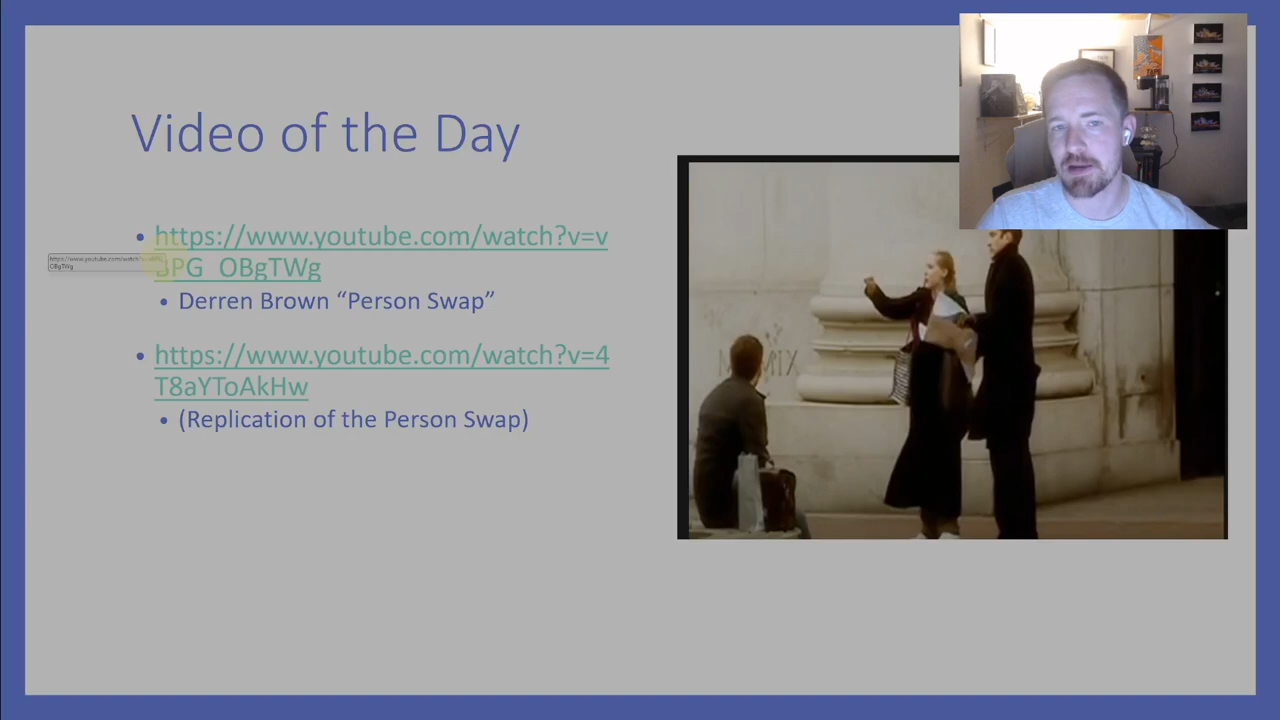 Video of the Day
https://www.youtube.com/watch?v=v
BPG_OBgTWg
Derren Brown “Person Swap”
https://www.youtube.com/watch?v=4
T8aYToAkHw
(Replication of the Person Swap)